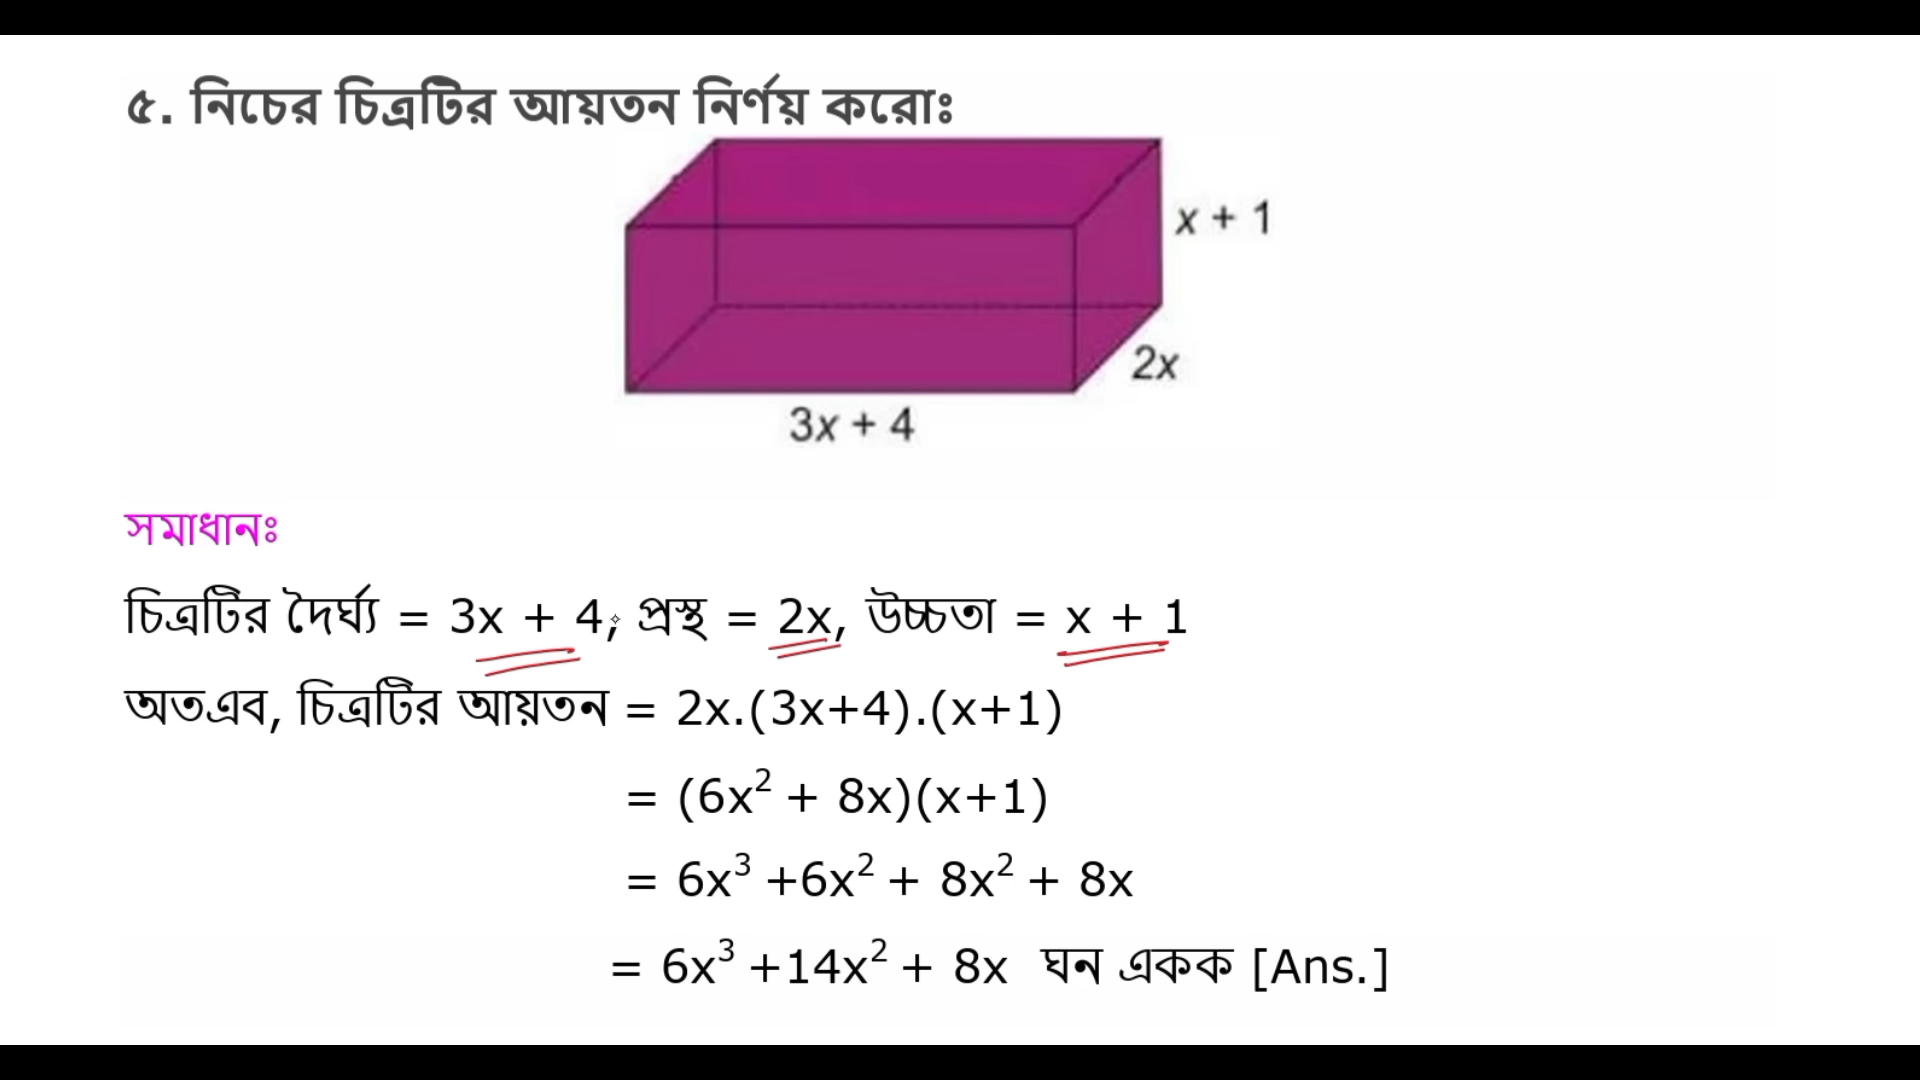 ৫. নিচের চিত্রটির আয়তন নির্ণয় করোঃ
x + 1
2x
3x + 4
সমাধানঃ
চিত্রটির দৈর্ঘ্য = 3x + 4, প্রস্থ = 2x, উচ্চতা = x + 1
অতএব, চিত্রটির আয়তন = 2x.(3x+4).(x+1)
= (6x² + 8x)(x+1)
= 6x³ +6x² + 8x² + 8x
= 6x³ +14x² + 8x ঘন একক [Ans.]